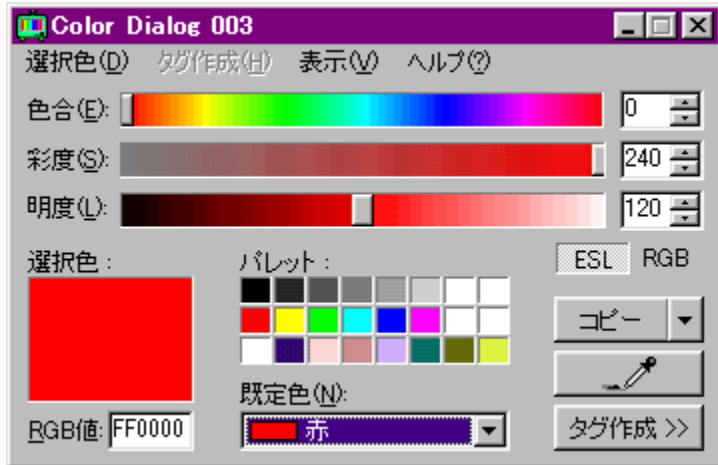 Color Dialog 003
選択色(D) タグ作成(H) 表示(V) ヘルプ(?)
色合(E): 0
彩度(S): 240
明度(L): 120
選択色: パレット: ESL RGB
コピー
既定色(N):
RGB値: FF0000 赤 タグ作成 >>